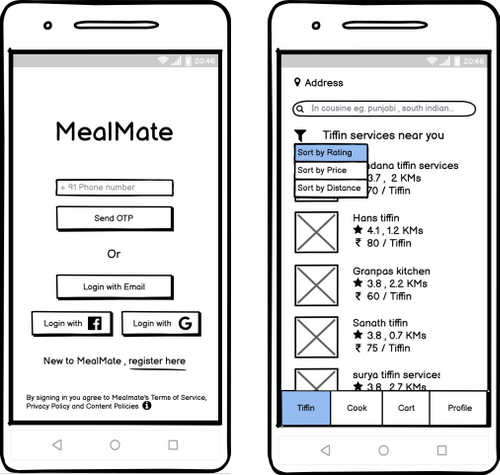 20:46
MealMate
+ 91 Phone number
Send OTP
Or
Login with Email
Login with
Login with G
New to MealMate , register here
By signing in you agree to Mealmate's Terms of Service,
Privacy Policy and Content Policies
20:46
Address
In cousine eg. punjabi , south indian...
Tiffin services near you
Sort by Rating
Sort by Price
Sort by Distance
tiffin services
3.7, 2 KMs
70 / Tiffin
Hans tiffin
4.1, 1.2 KMs
₹ 80 / Tiffin
Granpas kitchen
3.8, 2.2 KMs
₹ 60 / Tiffin
Sanath tiffin
3.8, 0.7 KMs
₹ 75 / Tiffin
surya tiffin services
3.8 2.7 KMs
Tiffin
Cook
Cart
Profile